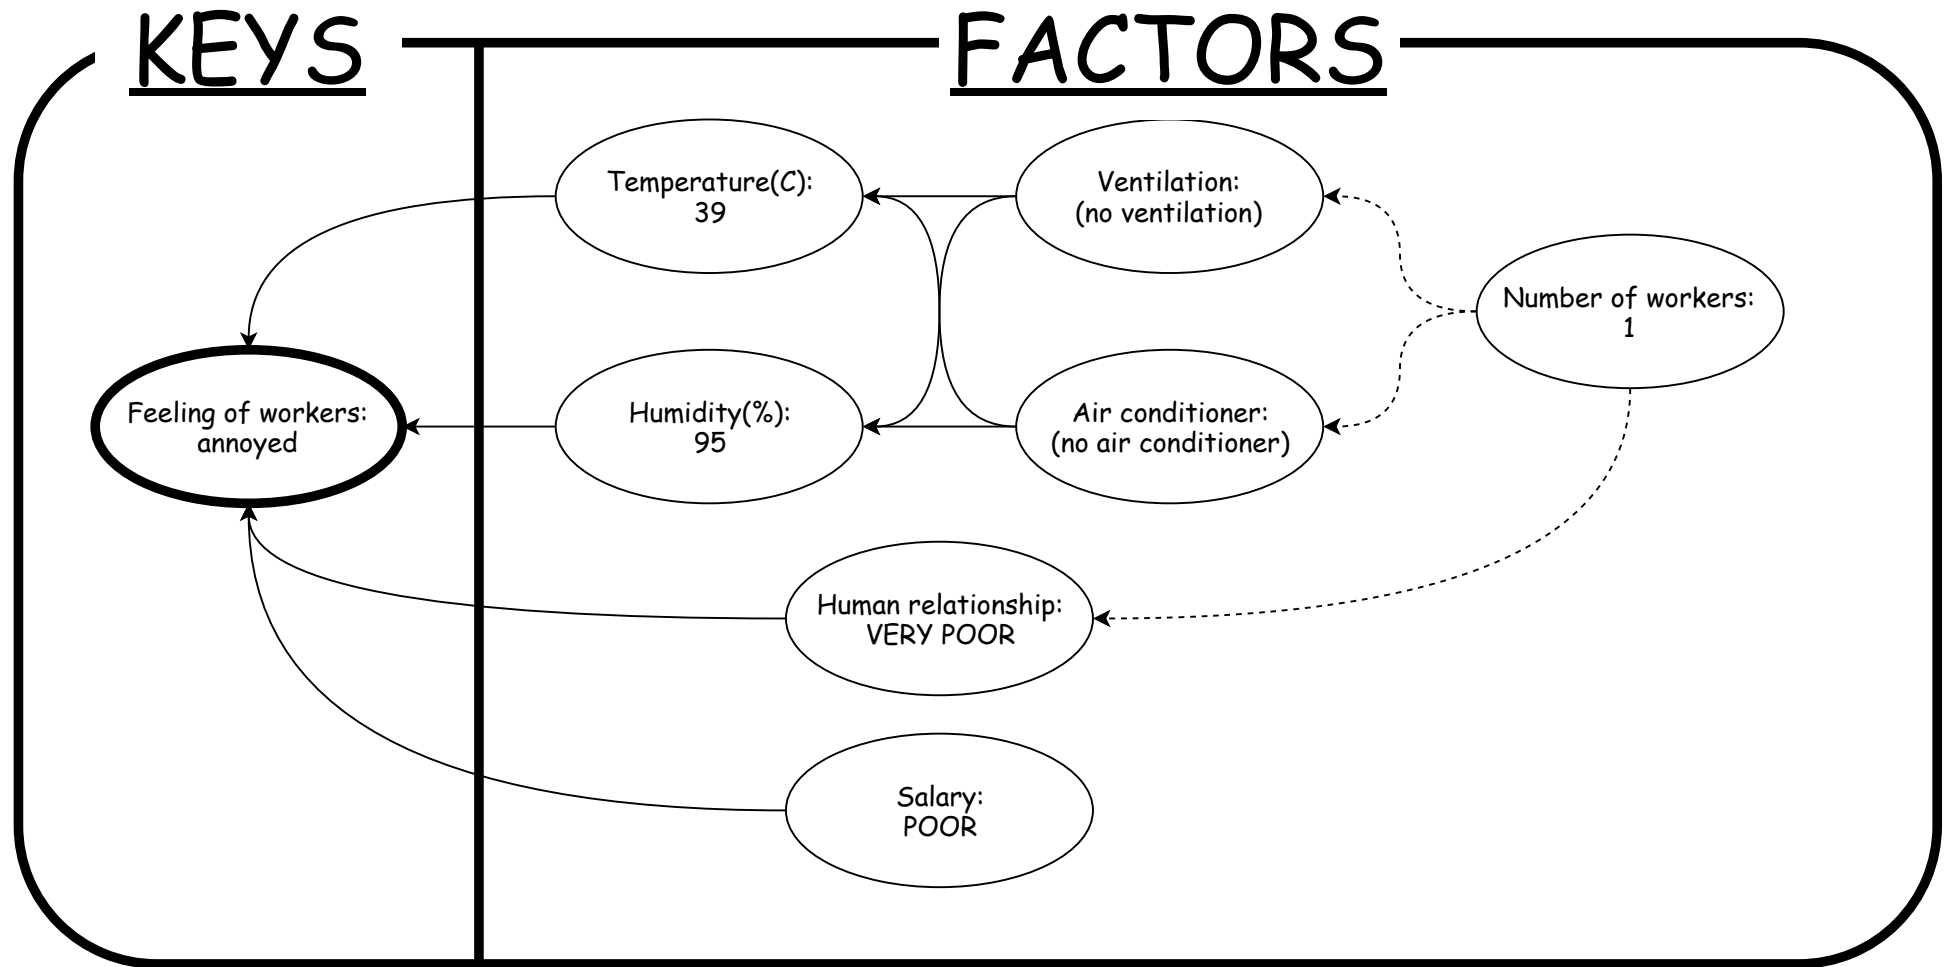 KEYS
FACTORS
Temperature(C):
39
Ventilation:
(no ventilation)
Number of workers:
1
Feeling of workers:
annoyed
Humidity(%):
95
Air conditioner:
(no air conditioner)
Human relationship:
VERY POOR
Salary:
POOR